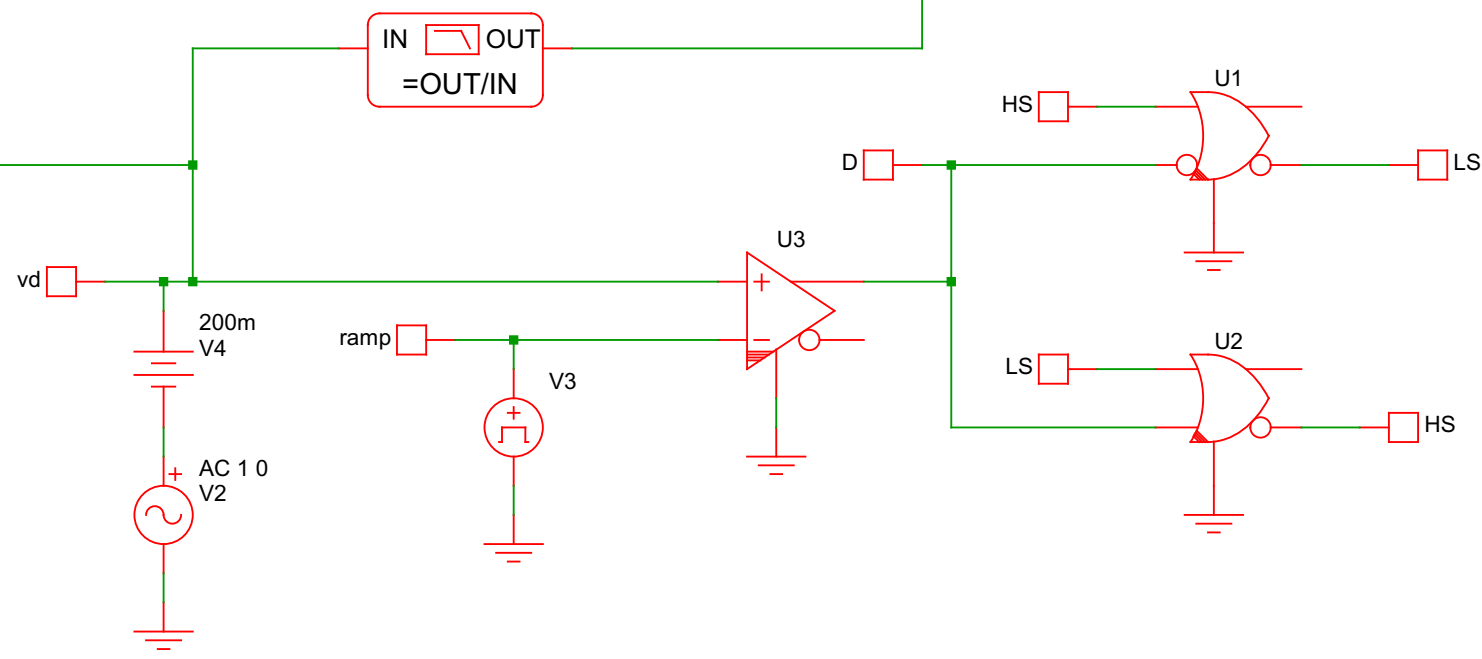 IN OUT
=OUT/IN
U1
HS
D
LS
U3
vd
200m
V4
ramp
V3
U2
LS
HS
AC 1 0
V2